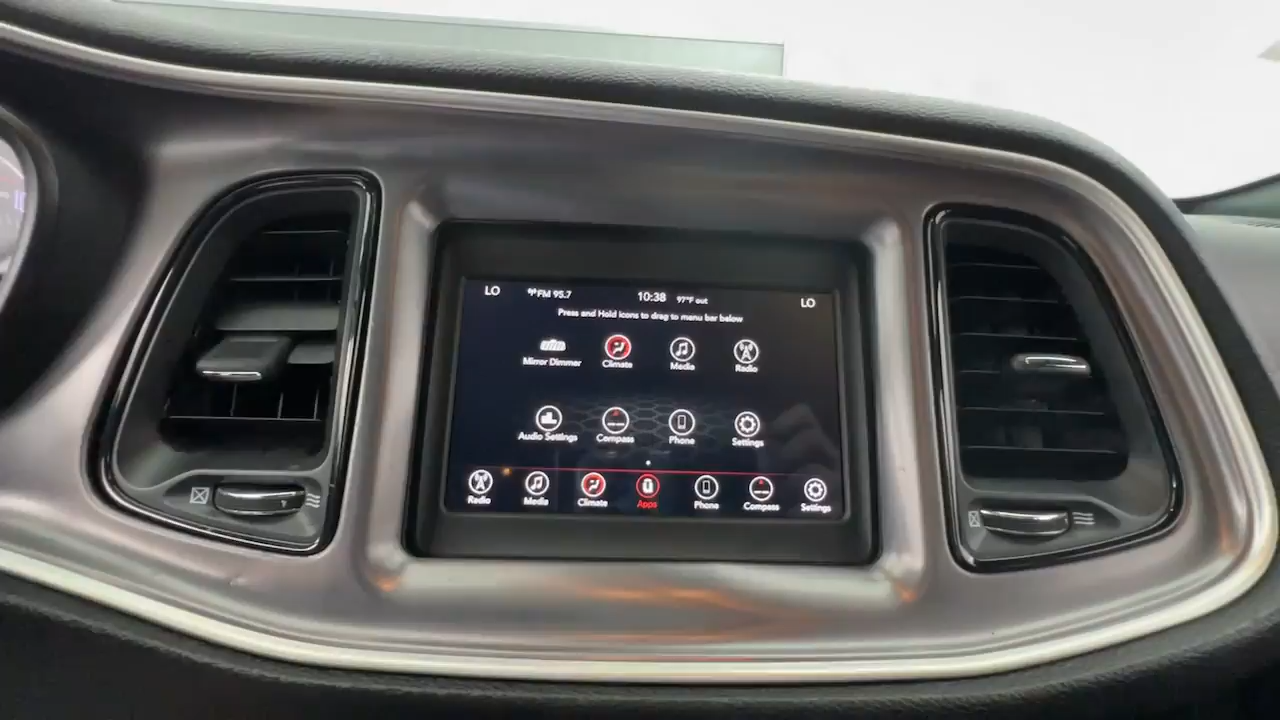 LO FM 95.7 10:38 97°F out LO
Press and Hold icons to drag to menu bar below
Mirror Dimmer Climate Media Radio
Audio Settings Compass Phone Settings
Radio Media Climate Apps Phone Compass Settings